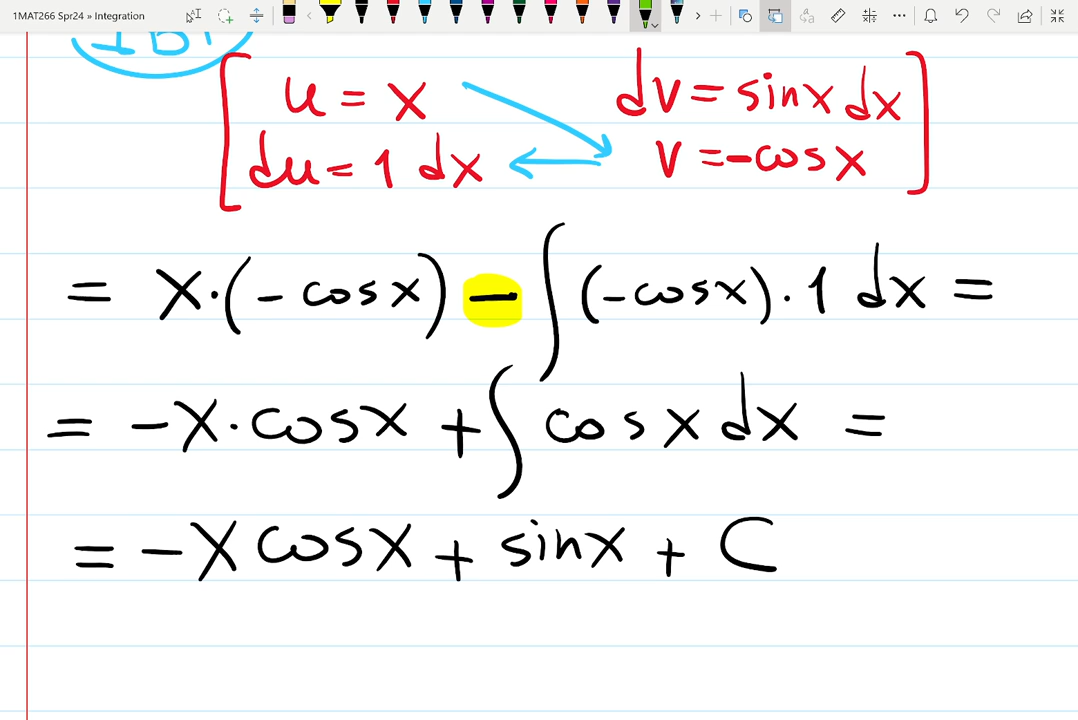 1MAT266 Spr24 » Integration
IBP
u = x dv = sinx dx
du = 1 dx v = -cosx
= x·(-cosx) - ∫(-cosx)·1 dx =
= -x·cosx + ∫cosx dx =
= -x cosx + sinx + C